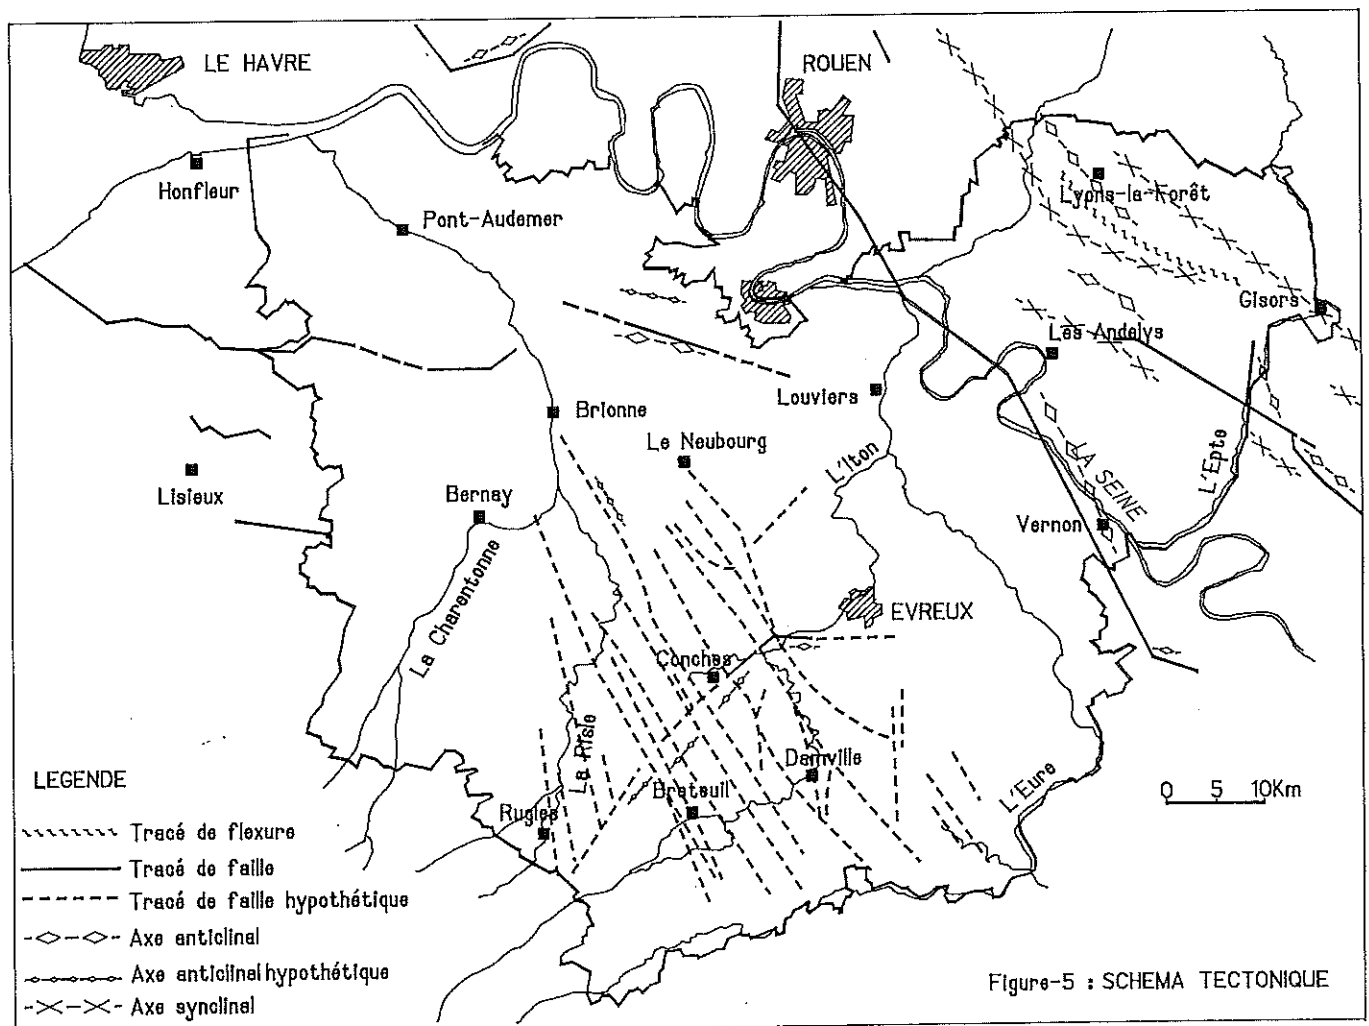 LE HAVRE
ROUEN
Honfleur
Pont-Audemer
Lyons-la-Forêt
Gisors
Les Andelys
Louviers
Brionne
Le Neubourg
L'Iton
LA SEINE
L'Epte
Lisieux
Bernay
Vernon
La Charentonne
EVREUX
Conches
La Risle
Damville
Breteuil
Rugles
L'Eure
0 5 10Km
LEGENDE
Tracé de flexure
Tracé de faille
Tracé de faille hypothétique
Axe anticlinal
Axe anticlinal hypothétique
Axe synclinal
Figure-5 : SCHEMA TECTONIQUE